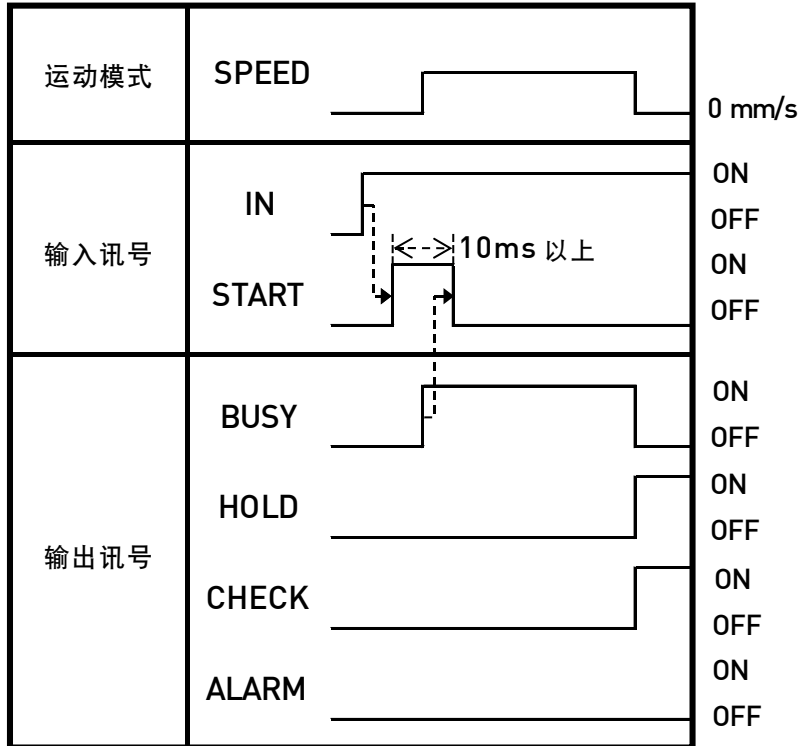 运动模式
SPEED
0 mm/s
输入讯号
IN
ON
OFF
10ms 以上
START
ON
OFF
输出讯号
BUSY
ON
OFF
HOLD
ON
OFF
CHECK
ON
OFF
ALARM
ON
OFF